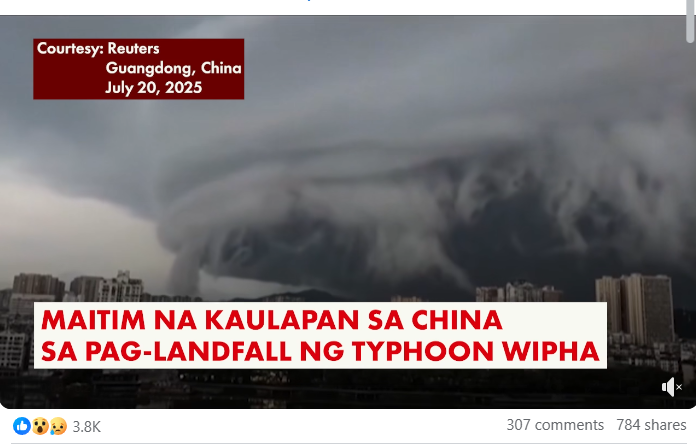 Courtesy: Reuters
Guangdong, China
July 20, 2025
MAITIM NA KAULAPAN SA CHINA
SA PAG-LANDFALL NG TYPHOON WIPHA
3.8K
307 comments 784 shares